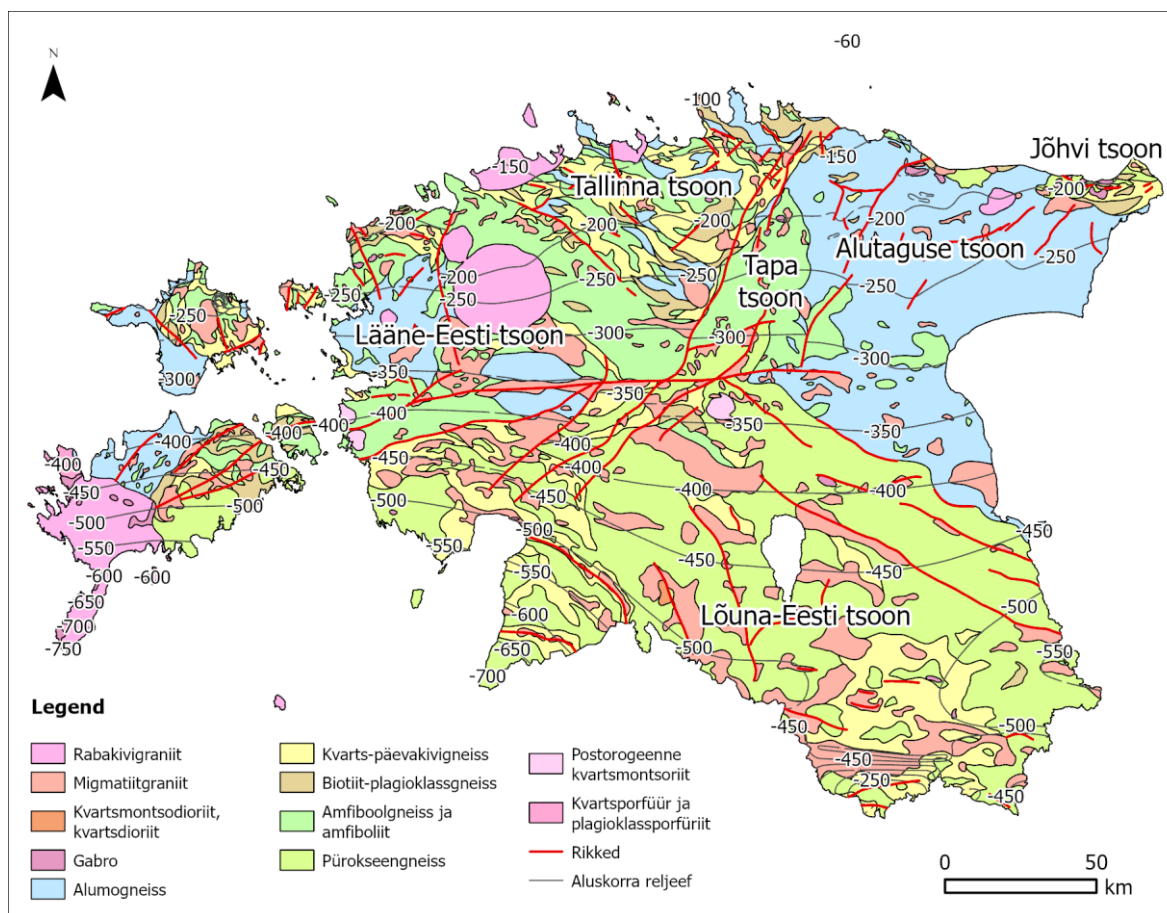 -60
N
-100
-150
-150
Jõhvi tsoon
Tallinna tsoon
-200
-200
-200
-200
-200
Alutaguse tsoon
-200
-250
-250
Tapa
tsoon
-250
-250
-250
-250
-300
-300
-300
Lääne-Eesti tsoon
-300
-350
-350
-350
-350
-400
-400
-400
-400
-400
-400
-400
-400
-450
-450
-450
-450
-450
-500
-500
-500
-500
-450
-550
-550
-450
-450
-600
-600
-550
-500
-650
-600
Lõuna-Eesti tsoon
-700
-650
-500
-550
-750
-700
-450
-500
-450
-450
-250
-450
Legend
Rabakivigraniit
Migmatiitgraniit
Kvartsmontsodioriit,
kvartsdioriit
Gabro
Alumogneiss
Kvarts-päevakivigneiss
Biotiit-plagioklassgneiss
Amfiboolgneiss ja
amfiboliit
Pürokseengneiss
Postorogeenne
kvartsmontsoriit
Kvartsporfüür ja
plagioklassporfüriit
Rikked
Aluskorra reljeef
0 50
km